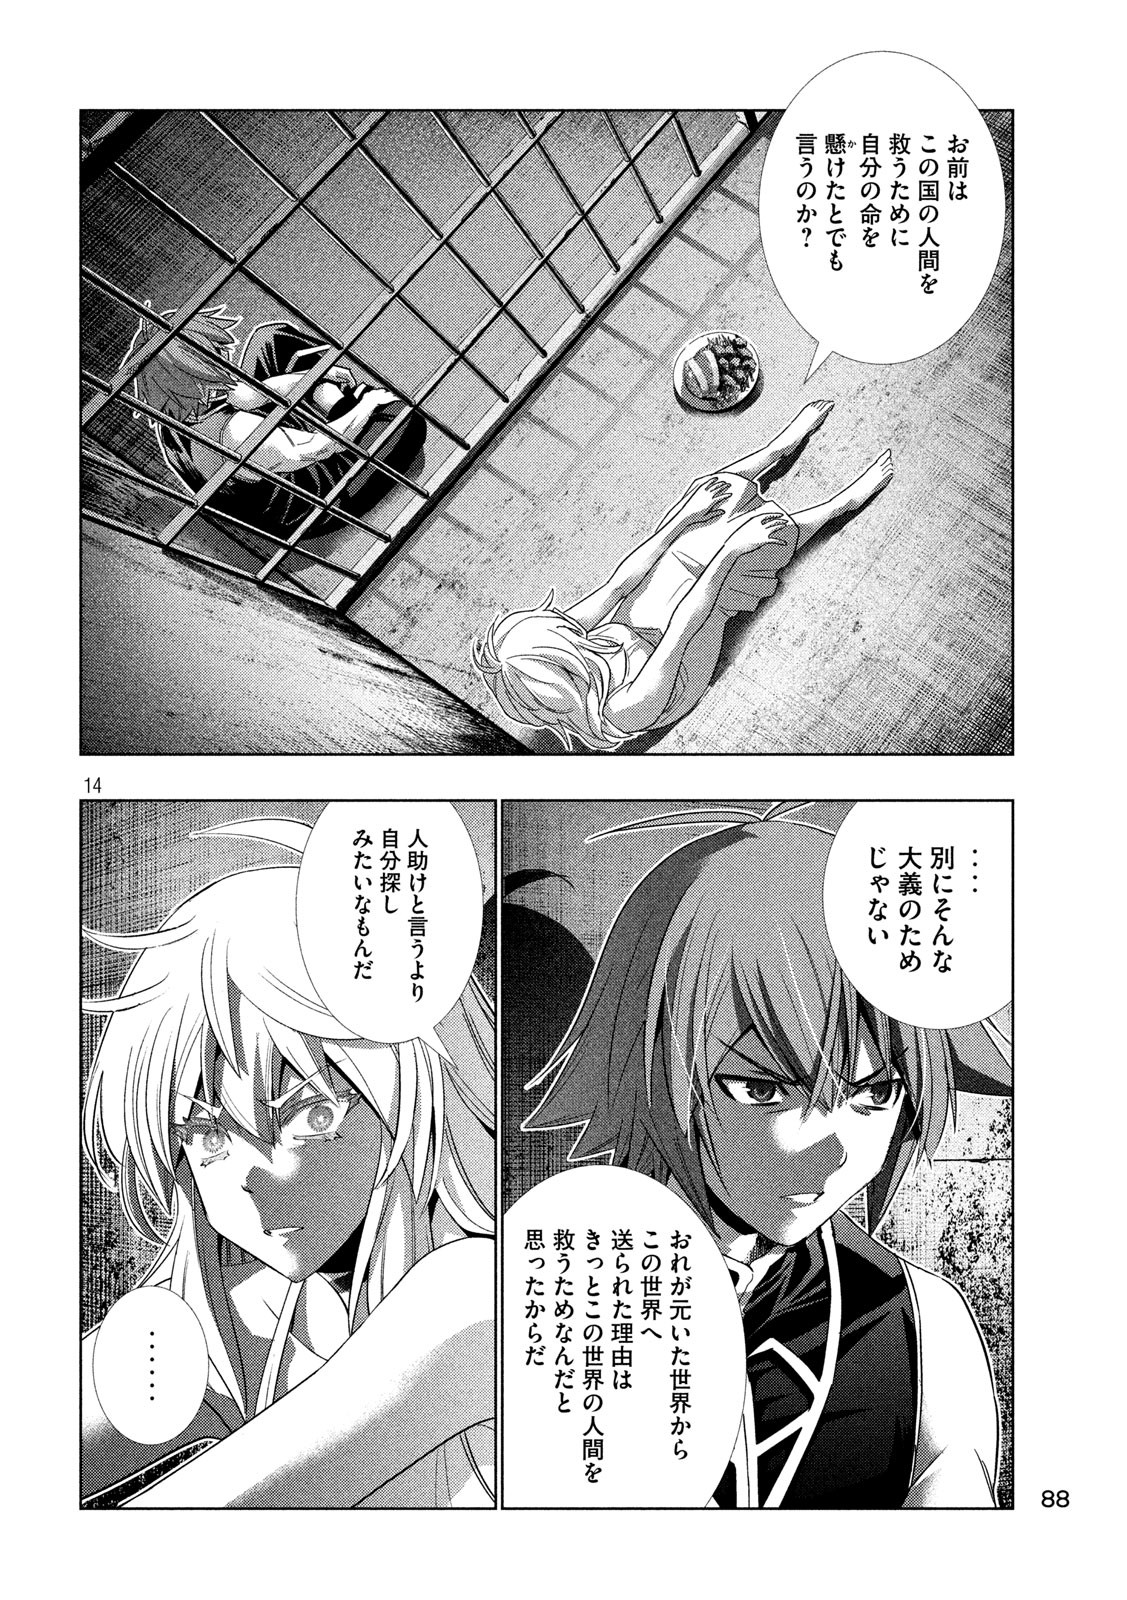 お前は
この国の人間を
救うために
自分の命を
懸けたとでも
か
言うのか？
‥‥
別にそんな
大義のため
じゃない
おれが元いた世界から
この世界へ
送られた理由は
きっとこの世界の人間を
救うためなんだと
思ったからだ
人助けと言うより
自分探し
みたいなもんだ
‥‥‥
14
88